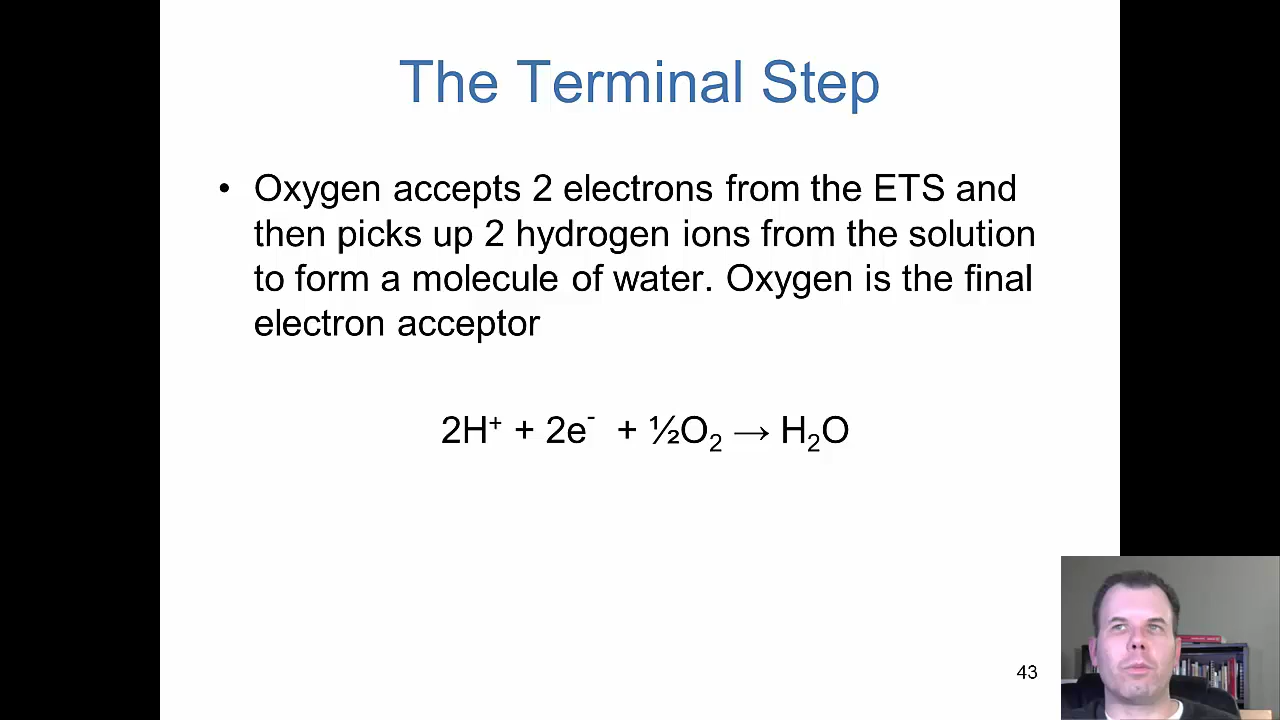 The Terminal Step
• Oxygen accepts 2 electrons from the ETS and
then picks up 2 hydrogen ions from the solution
to form a molecule of water. Oxygen is the final
electron acceptor
2H⁺ + 2e⁻ + ½O₂ → H₂O
43